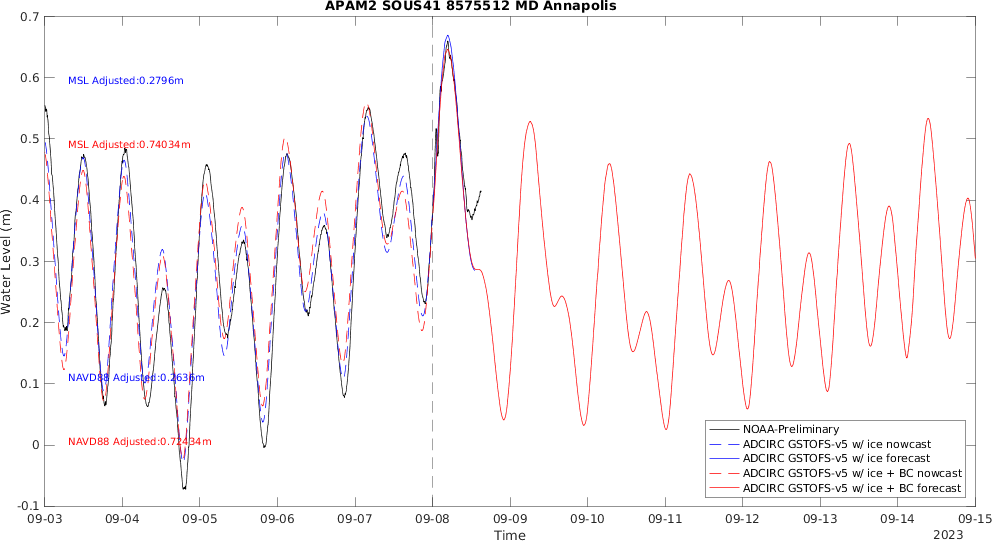 APAM2 SOUS41 8575512 MD Annapolis
0.7
0.6
0.5
0.4
0.3
0.2
0.1
0
-0.1
Water Level (m)
MSL Adjusted:0.2796m
MSL Adjusted:0.74034m
NAVD88 Adjusted:0.2636m
NAVD88 Adjusted:0.72434m
NOAA-Preliminary
ADCIRC GSTOFS-v5 w/ ice nowcast
ADCIRC GSTOFS-v5 w/ ice forecast
ADCIRC GSTOFS-v5 w/ ice + BC nowcast
ADCIRC GSTOFS-v5 w/ ice + BC forecast
09-03 09-04 09-05 09-06 09-07 09-08 09-09 09-10 09-11 09-12 09-13 09-14 09-15
Time
2023